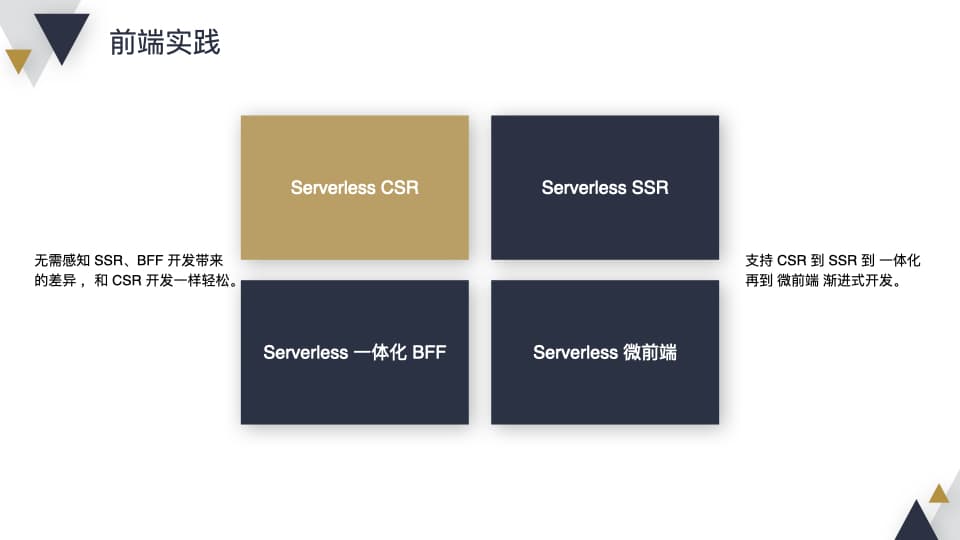 前端实践
Serverless CSR
Serverless SSR
无需感知 SSR、BFF 开发带来
的差异 ，和 CSR 开发一样轻松。
支持 CSR 到 SSR 到 一体化
再到 微前端 渐进式开发。
Serverless 一体化 BFF
Serverless 微前端